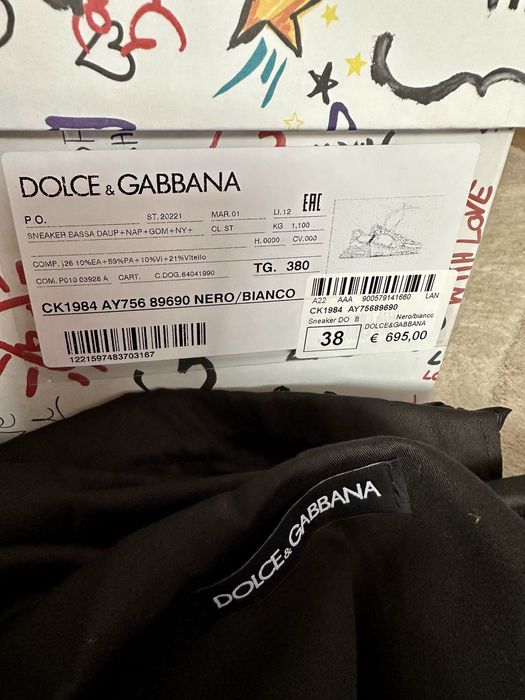 DOLCE & GABBANA
P O. ST. 20221 MAR. 01 LI. 12 EAC
SNEAKER BASSA DAUP+NAP+GOM+NY+ CL. ST KG 1,100
H. 0000 CV. 000
COMP. )26 10%EA+59%PA+10%VI+21%Vitello
COM. P010 03928 A CART. C.DOG. 64041990 TG. 380
CK1984 AY756 89690 NERO/BIANCO
1221597483703167
A22 AAA 900579141660 LAN
CK1984 AY75689690
Sneaker DO 8 Nero/bianco
DOLCE&GABBANA
38 € 695,00
LOVE
HIM
DOLCE & GABBANA